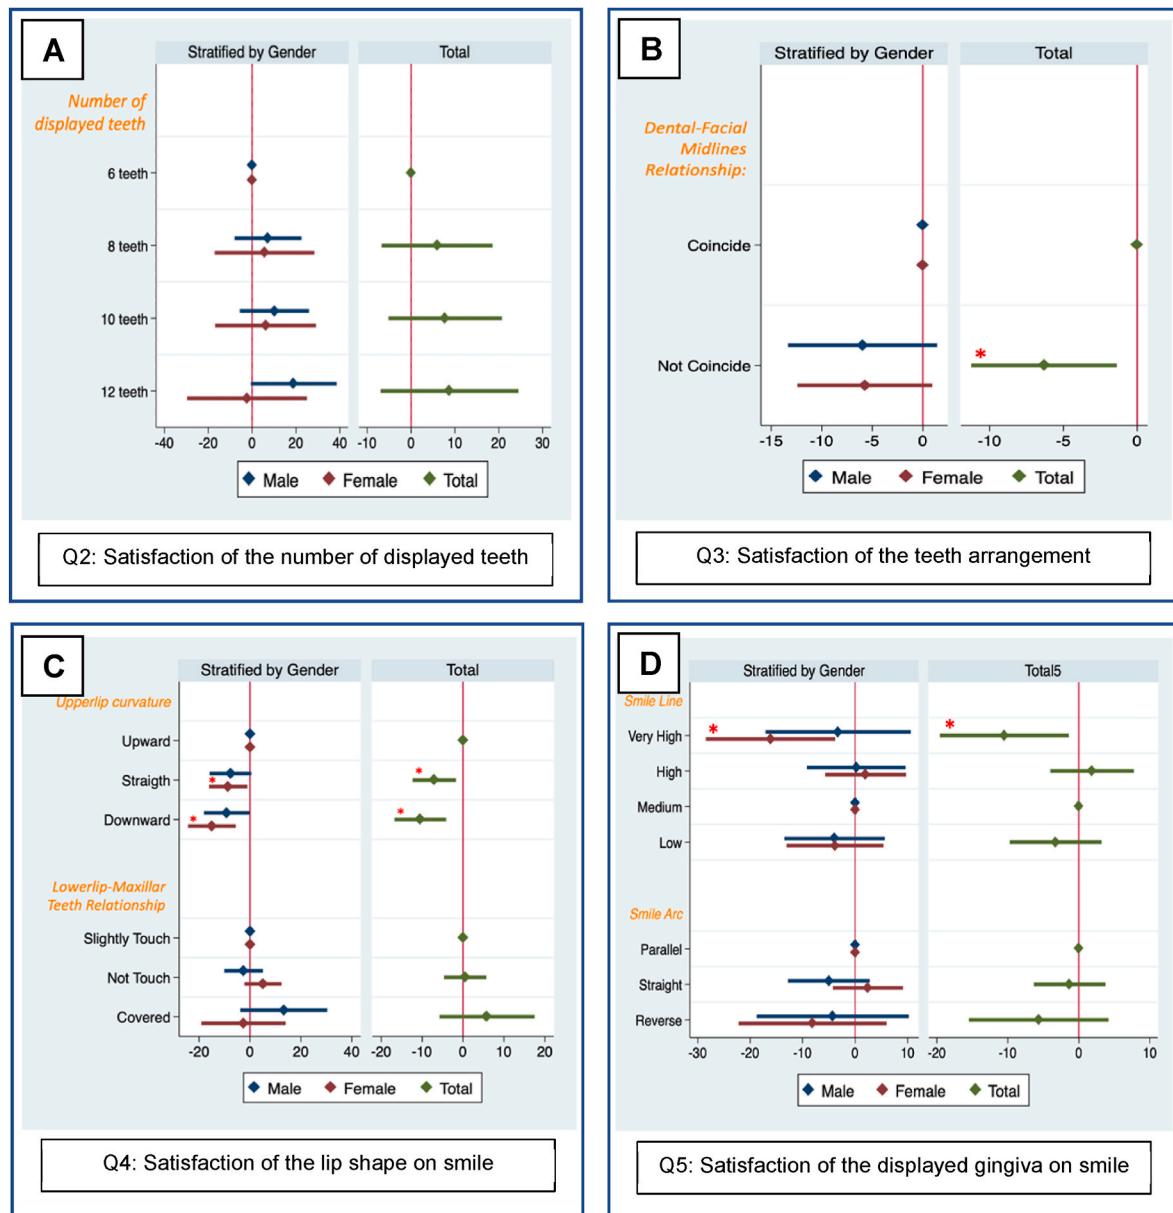 A
Stratified by Gender
Total
Number of
displayed teeth
6 teeth
8 teeth
10 teeth
12 teeth
-40 -20 0 20 40
-10 0 10 20 30
Male Female Total
Q2: Satisfaction of the number of displayed teeth
B
Stratified by Gender
Total
Dental-Facial
Midlines
Relationship:
Coincide
Not Coincide
*
-15 -10 -5 0
-10 -5 0
Male Female Total
Q3: Satisfaction of the teeth arrangement
C
Stratified by Gender
Total
Upperlip curvature
Upward
Straigth
* *
Downward
* *
Lowerlip-Maxillar
Teeth Relationship
Slightly Touch
Not Touch
Covered
-20 0 20 40
-20 -10 0 10 20
Male Female Total
Q4: Satisfaction of the lip shape on smile
D
Stratified by Gender
Total5
Smile Line
Very High
* *
High
Medium
Low
Smile Arc
Parallel
Straight
Reverse
-30 -20 -10 0 10
-20 -10 0 10
Male Female Total
Q5: Satisfaction of the displayed gingiva on smile